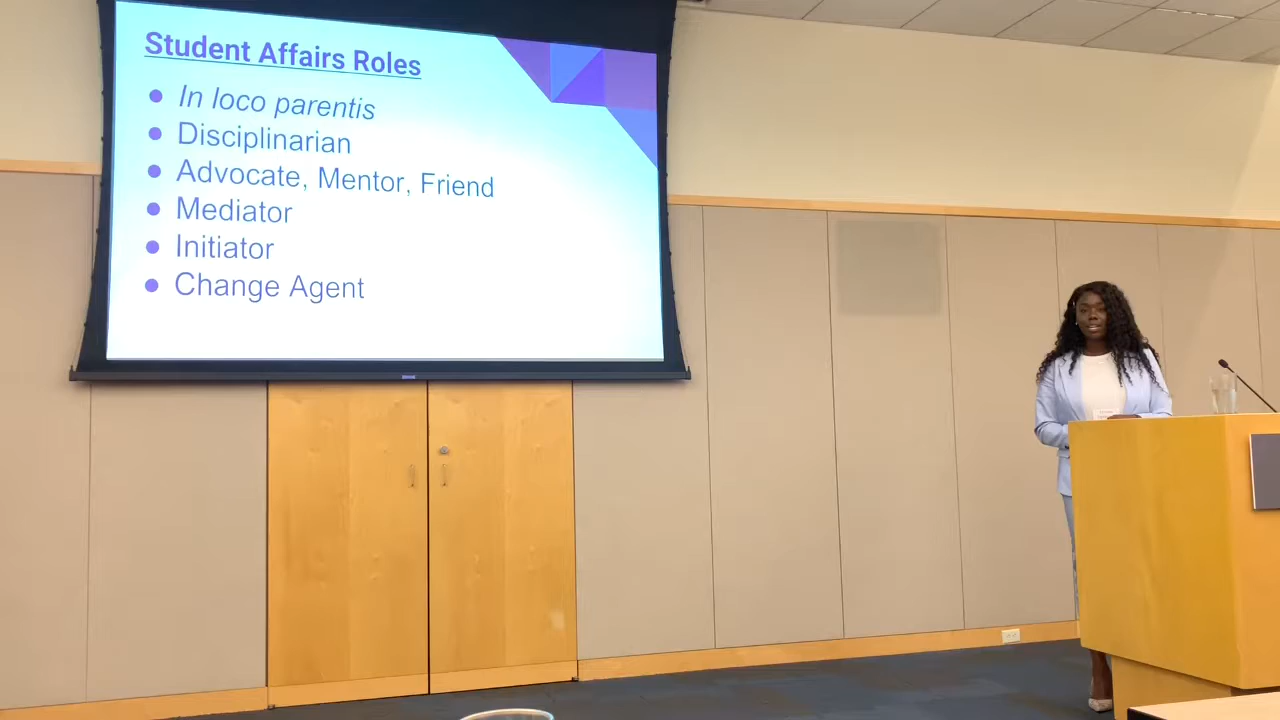 Student Affairs Roles
In loco parentis
Disciplinarian
Advocate, Mentor, Friend
Mediator
Initiator
Change Agent